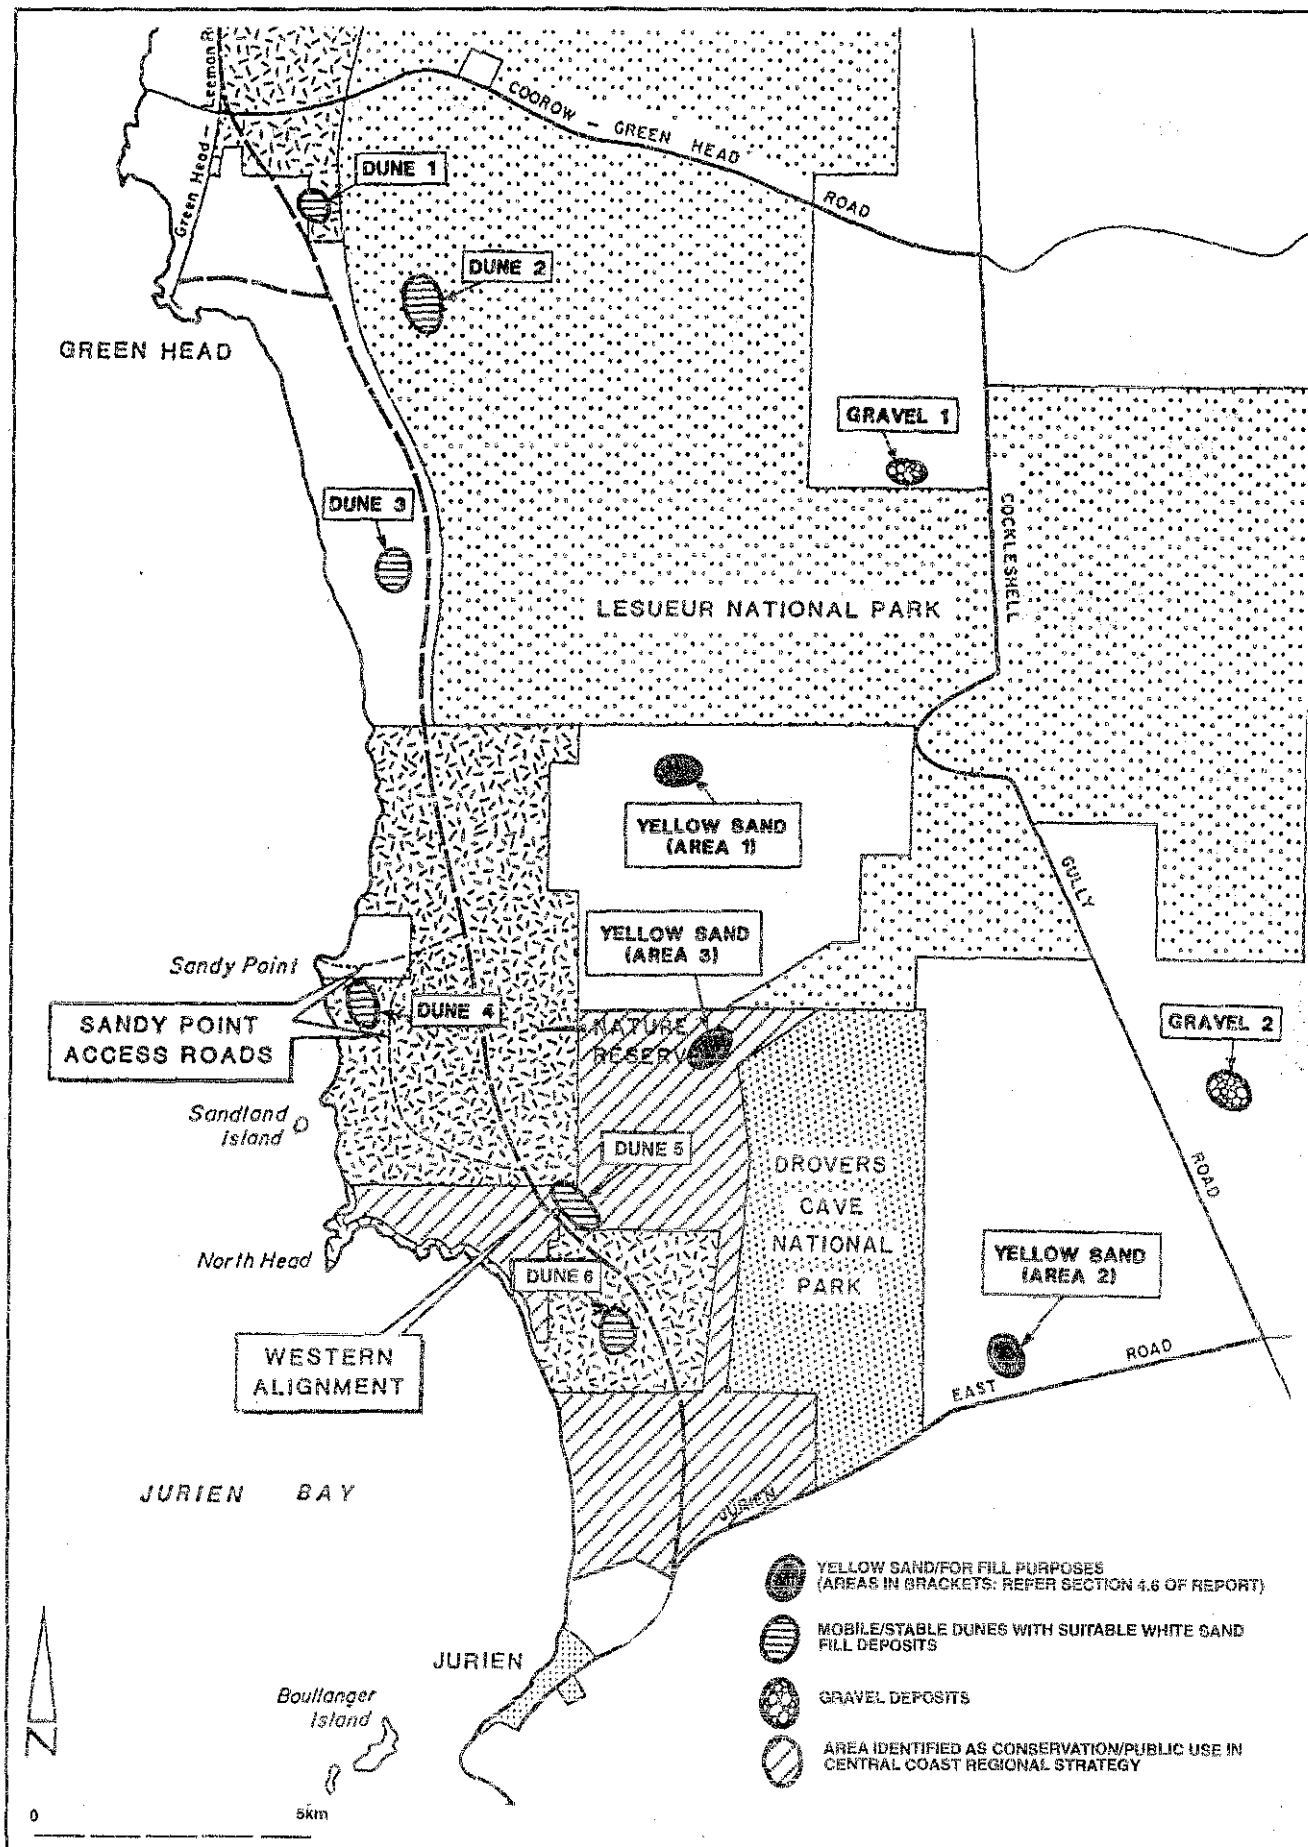 Green Head - Leeman R
COOROW - GREEN HEAD
ROAD
DUNE 1
DUNE 2
GREEN HEAD
GRAVEL 1
DUNE 3
COCKLESHELL
LESUEUR NATIONAL PARK
YELLOW SAND
(AREA 1)
GULLY
YELLOW SAND
(AREA 3)
Sandy Point
DUNE 4
SANDY POINT
ACCESS ROADS
NATURE
RESERV
GRAVEL 2
Sandland
Island
DUNE 5
DROVERS
CAVE
NATIONAL
PARK
ROAD
North Head
DUNE 6
YELLOW SAND
(AREA 2)
WESTERN
ALIGNMENT
ROAD
EAST
JURIEN
JURIEN BAY
YELLOW SAND/FOR FILL PURPOSES
(AREAS IN BRACKETS: REFER SECTION 4.6 OF REPORT)
MOBILE/STABLE DUNES WITH SUITABLE WHITE SAND
FILL DEPOSITS
JURIEN
GRAVEL DEPOSITS
Boullanger
Island
AREA IDENTIFIED AS CONSERVATION/PUBLIC USE IN
CENTRAL COAST REGIONAL STRATEGY
N
0
5km